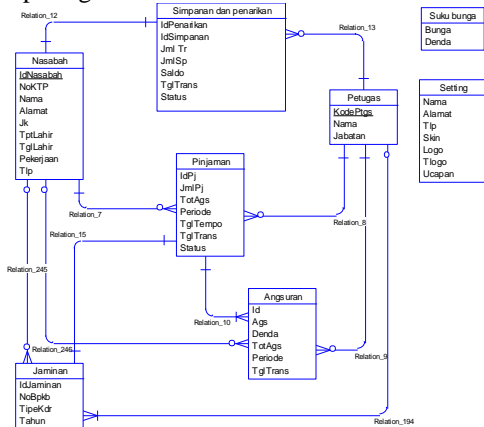 Relation_12
Simpanan dan penarikan
IdPenarikan
IdSimpanan
Jml Tr
JmlSp
Saldo
TglTrans
Status
Relation_13
Suku bunga
Bunga
Denda
Nasabah
IdNasabah
NoKTP
Nama
Alamat
Jk
TptLahir
TglLahir
Pekerjaan
Tlp
Petugas
KodePtgs
Nama
Jabatan
Setting
Nama
Alamat
Tlp
Skin
Logo
Tlogo
Ucapan
Pinjaman
IdPj
JmlPj
TotAgs
Periode
TglTempo
TglTrans
Status
Relation_7
Relation_8
Relation_15
Relation_245
Angsuran
Id
Ags
Denda
TotAgs
Periode
TglTrans
Relation_10
Relation_246
Relation_9
Jaminan
IdJaminan
NoBpkb
TipeKdr
Tahun
Relation_194